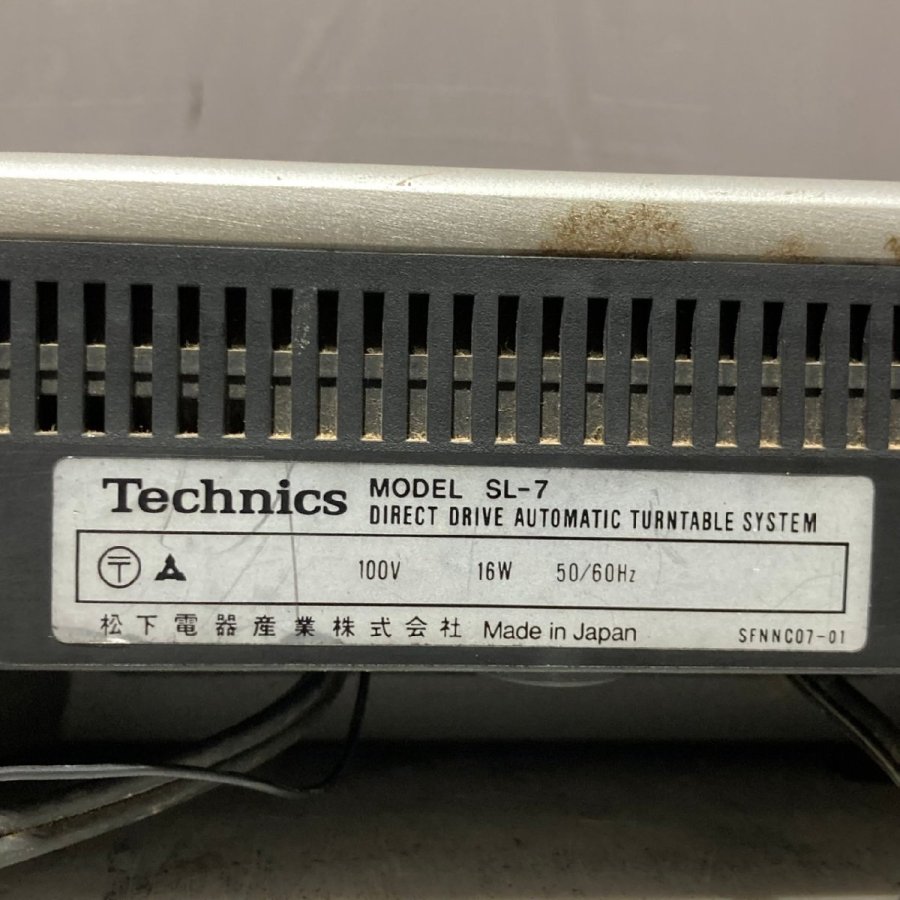 Technics MODEL SL-7
DIRECT DRIVE AUTOMATIC TURNTABLE SYSTEM
〒 100V 16W 50/60Hz
松下電器産業株式会社 Made in Japan SFNNC07-01